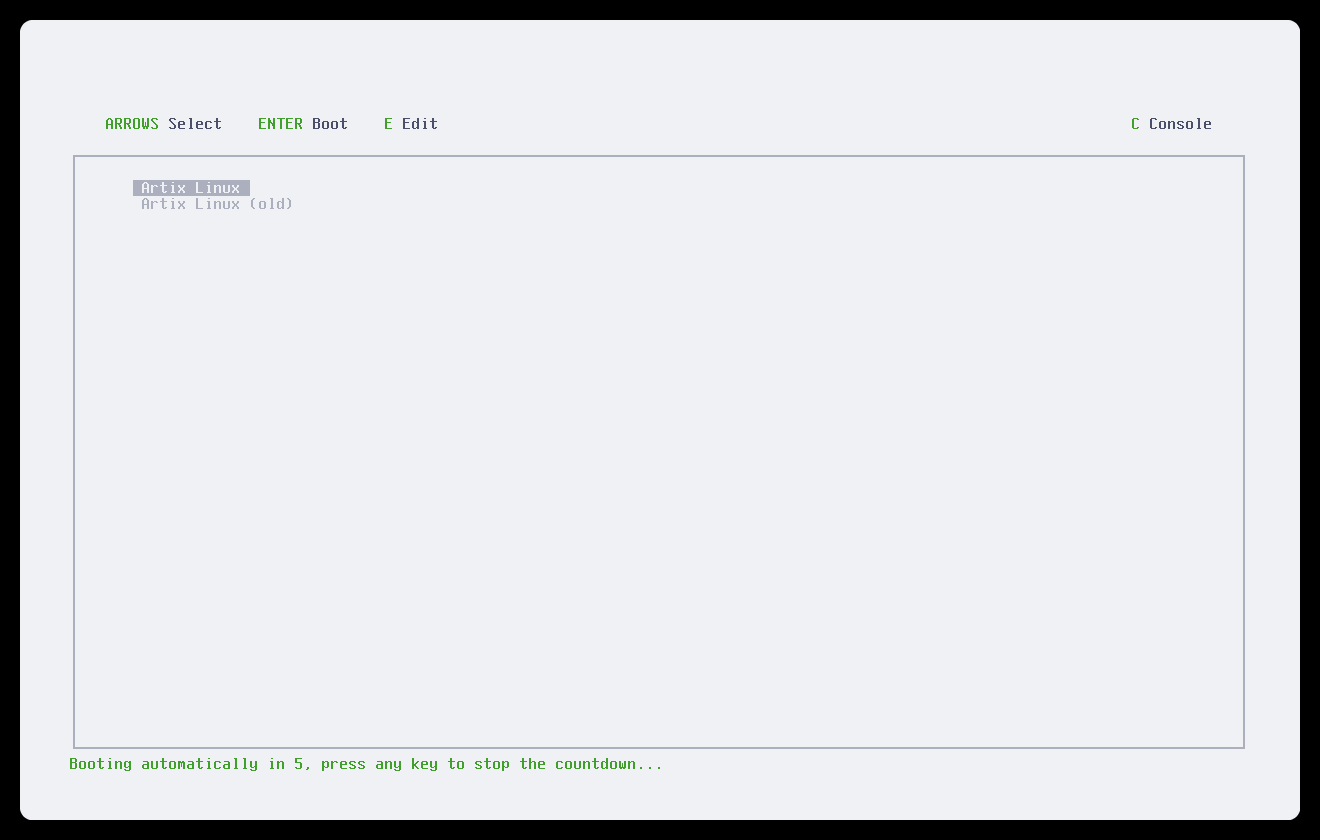 ARROWS Select ENTER Boot E Edit C Console
Artix Linux
Artix Linux (old)
Booting automatically in 5, press any key to stop the countdown...